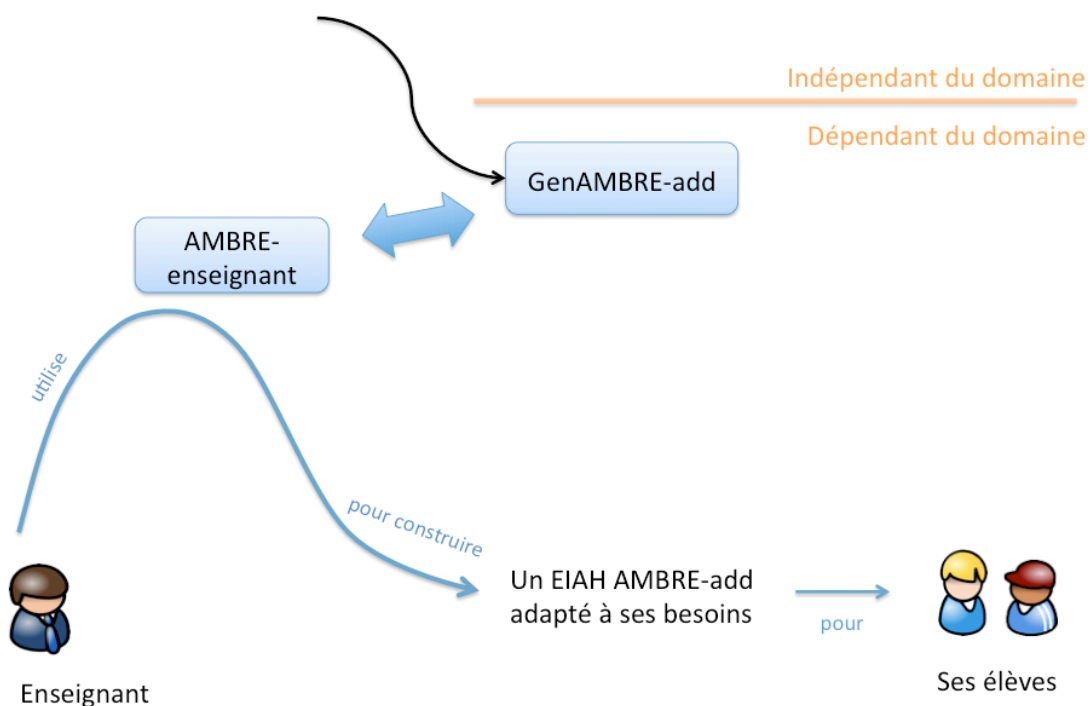 Indépendant du domaine
Dépendant du domaine
GenAMBRE-add
AMBRE-
enseignant
utilise
pour construire
Un EIAH AMBRE-add
adapté à ses besoins
pour
Enseignant
Ses élèves